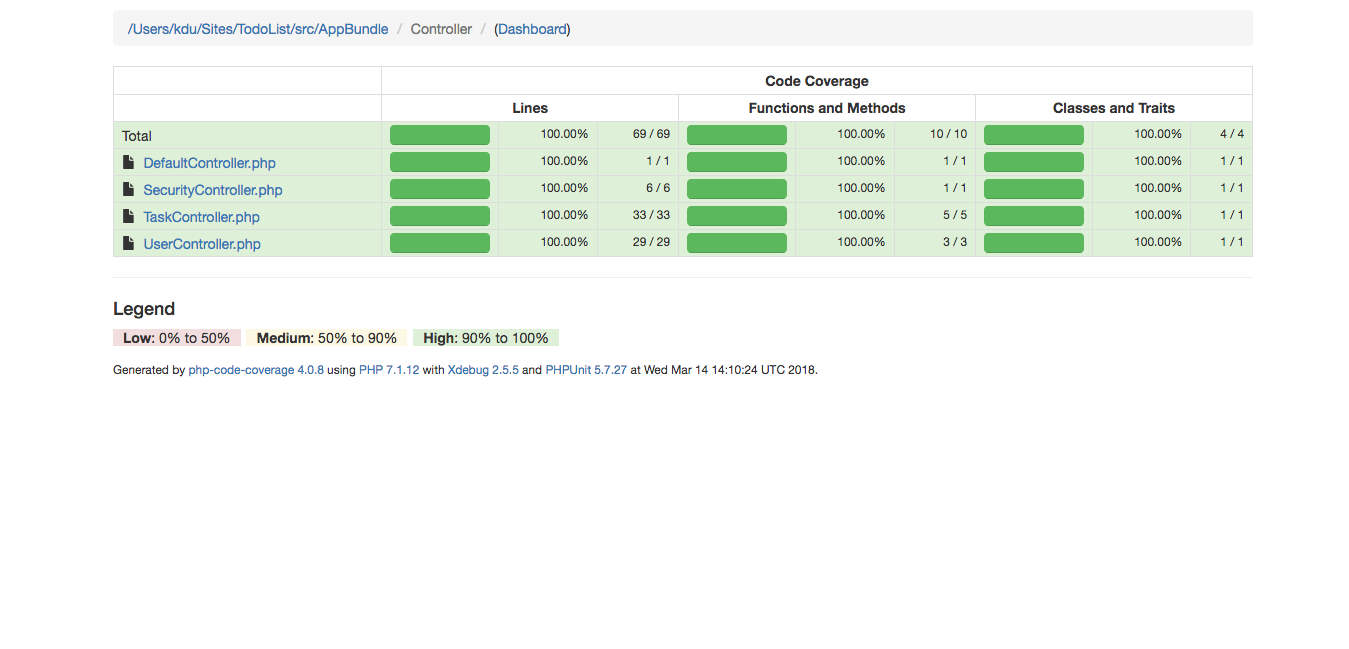 /Users/kdu/Sites/TodoList/src/AppBundle / Controller / (Dashboard)
Code Coverage
Lines Functions and Methods Classes and Traits
Total 100.00% 69 / 69 100.00% 10 / 10 100.00% 4 / 4
DefaultController.php 100.00% 1 / 1 100.00% 1 / 1 100.00% 1 / 1
SecurityController.php 100.00% 6 / 6 100.00% 1 / 1 100.00% 1 / 1
TaskController.php 100.00% 33 / 33 100.00% 5 / 5 100.00% 1 / 1
UserController.php 100.00% 29 / 29 100.00% 3 / 3 100.00% 1 / 1
Legend
Low: 0% to 50% Medium: 50% to 90% High: 90% to 100%
Generated by php-code-coverage 4.0.8 using PHP 7.1.12 with Xdebug 2.5.5 and PHPUnit 5.7.27 at Wed Mar 14 14:10:24 UTC 2018.